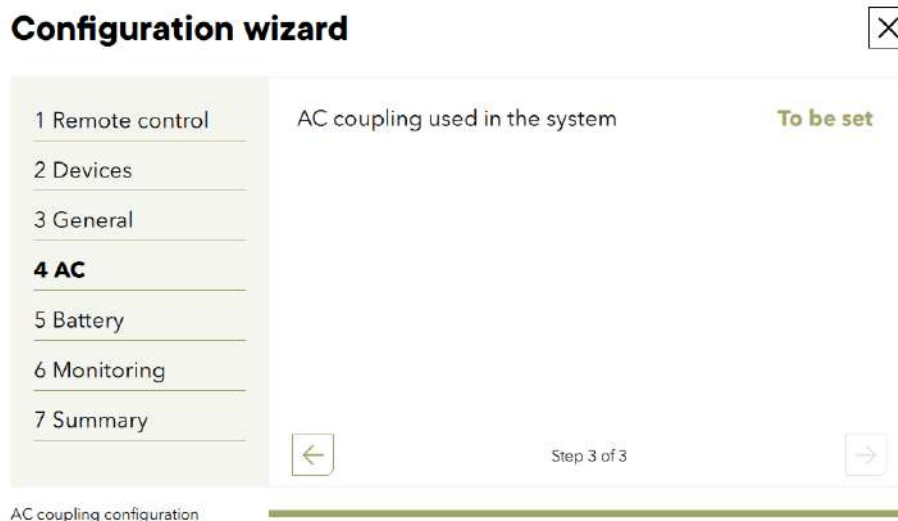 Configuration wizard
1 Remote control
2 Devices
3 General
4 AC
5 Battery
6 Monitoring
7 Summary
AC coupling used in the system
To be set
Step 3 of 3
AC coupling configuration